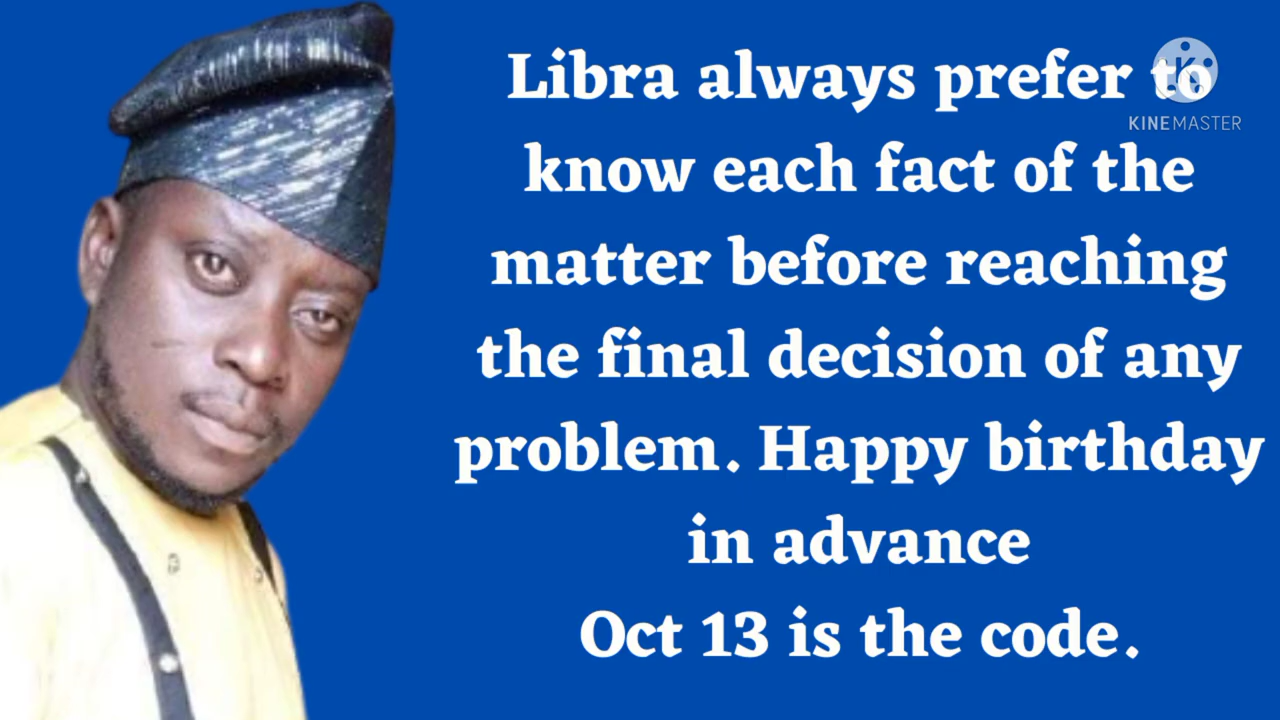 Libra always prefer to
KINEMASTER
know each fact of the
matter before reaching
the final decision of any
problem. Happy birthday
in advance
Oct 13 is the code.